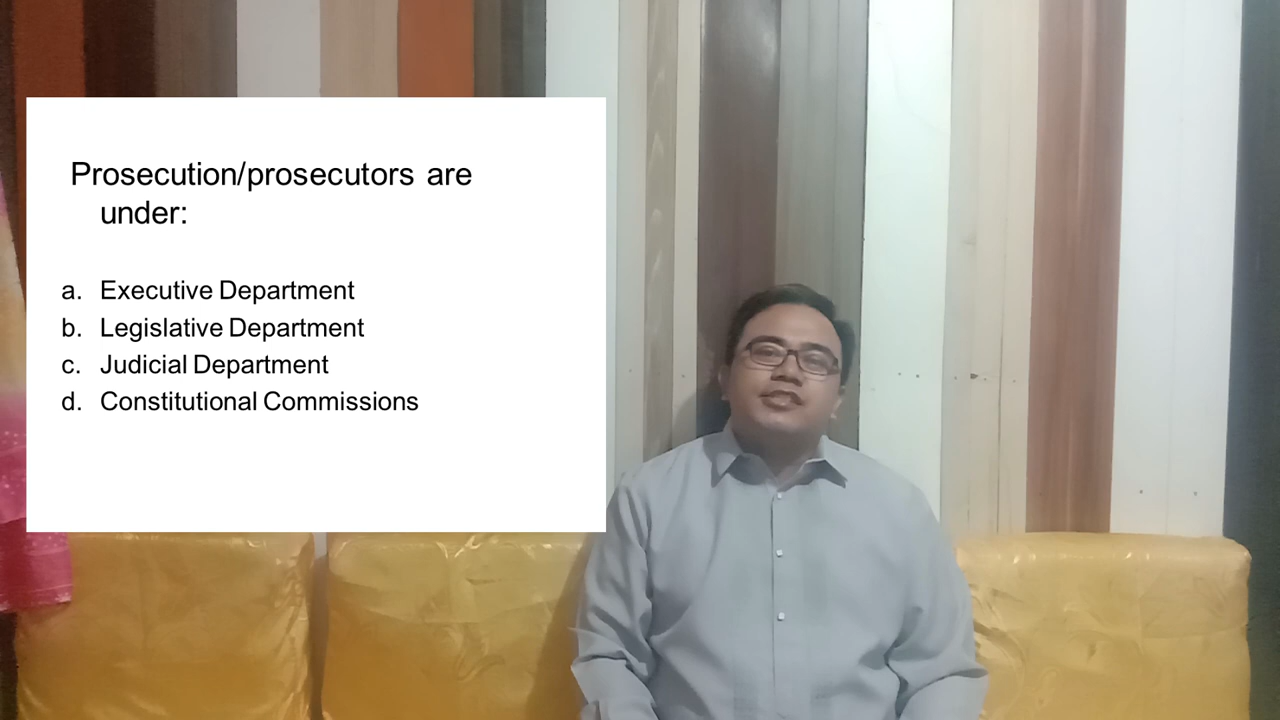 Prosecution/prosecutors are
under:
a. Executive Department
b. Legislative Department
c. Judicial Department
d. Constitutional Commissions